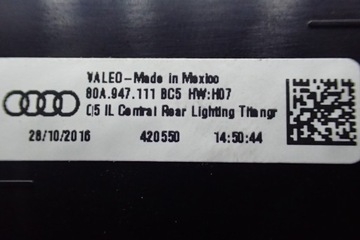 VALEO-Made in Mexico
80A.947.111 BC5 HW:H07
Q5 IL Central Rear Lighting Triangr
28/10/2016 420550 14:50:44